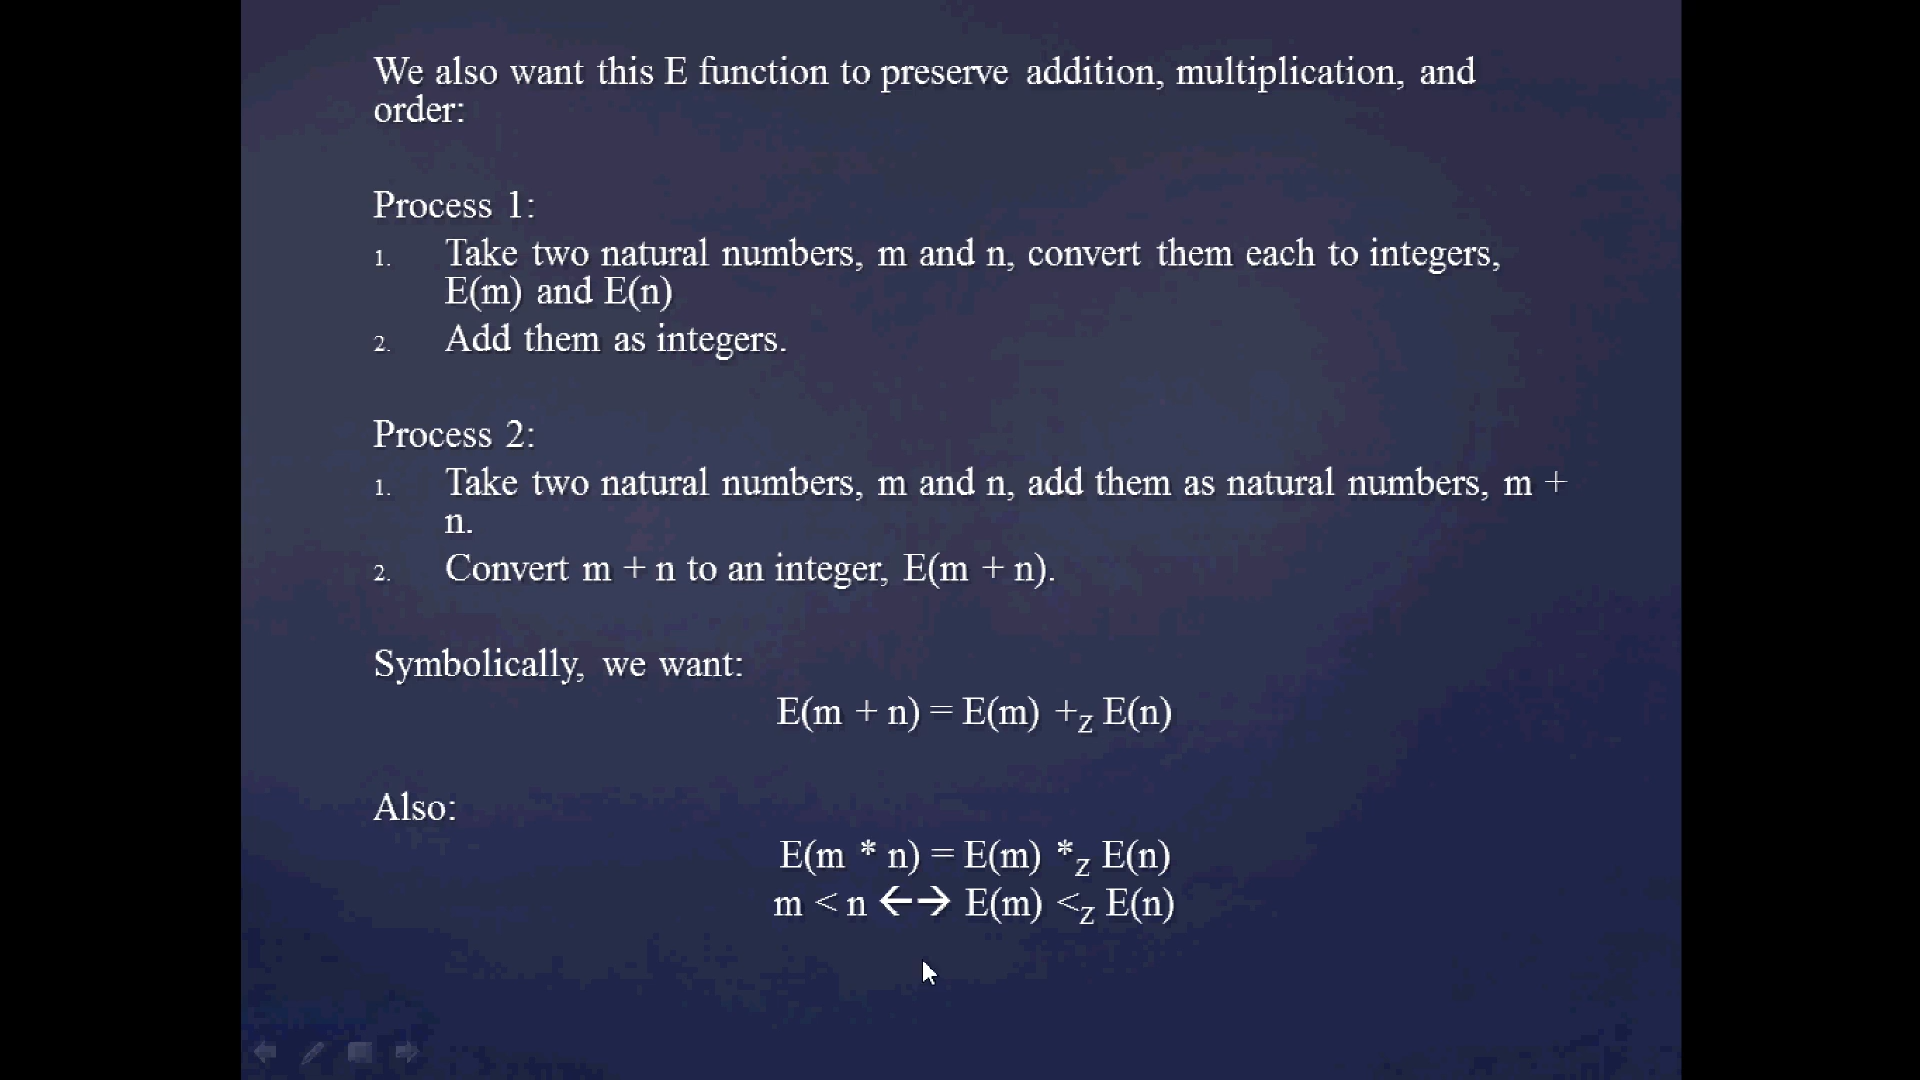 We also want this E function to preserve addition, multiplication, and
order:
Process 1:
1. Take two natural numbers, m and n, convert them each to integers,
E(m) and E(n)
2. Add them as integers.
Process 2:
1. Take two natural numbers, m and n, add them as natural numbers, m +
n.
2. Convert m + n to an integer, E(m + n).
Symbolically, we want:
E(m + n) = E(m) +Z E(n)
Also:
E(m * n) = E(m) *Z E(n)
m < n ←→ E(m) <Z E(n)